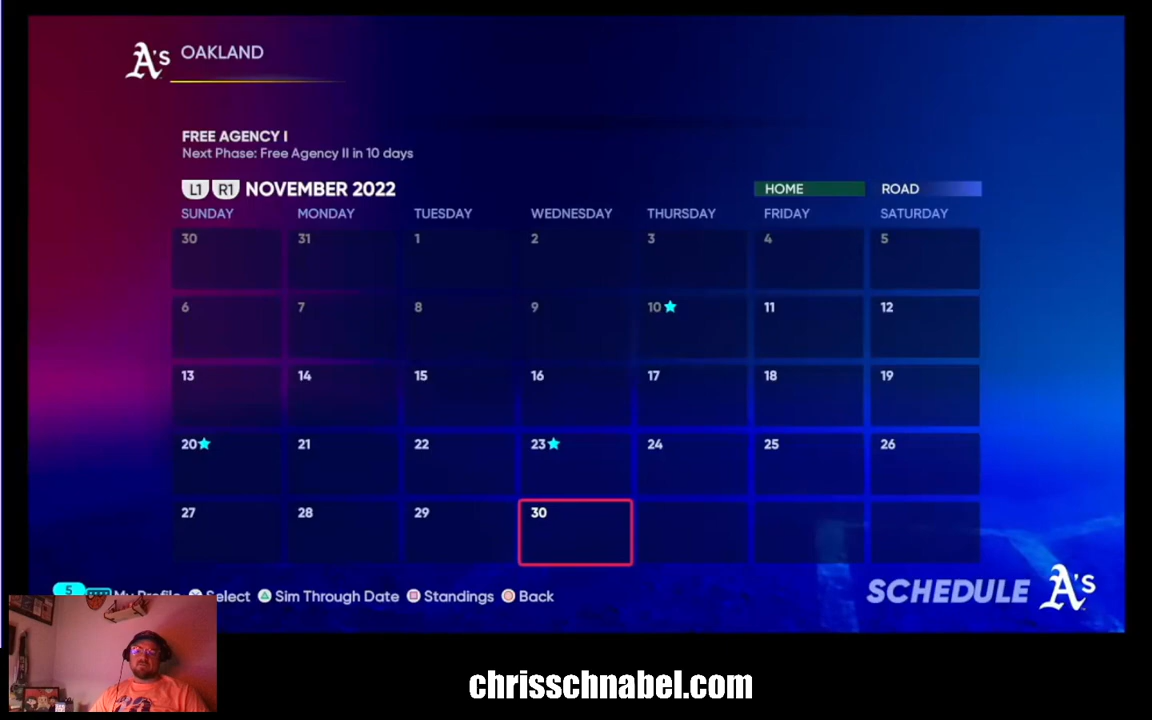 A's OAKLAND
FREE AGENCY I
Next Phase: Free Agency II in 10 days
L1 R1 NOVEMBER 2022 HOME ROAD
SUNDAY MONDAY TUESDAY WEDNESDAY THURSDAY FRIDAY SATURDAY
30 31 1 2 3 4 5
6 7 8 9 10 11 12
13 14 15 16 17 18 19
20 21 22 23 24 25 26
27 28 29 30
5 My Profile Select Sim Through Date Standings Back
SCHEDULE A's
chrisschnabel.com